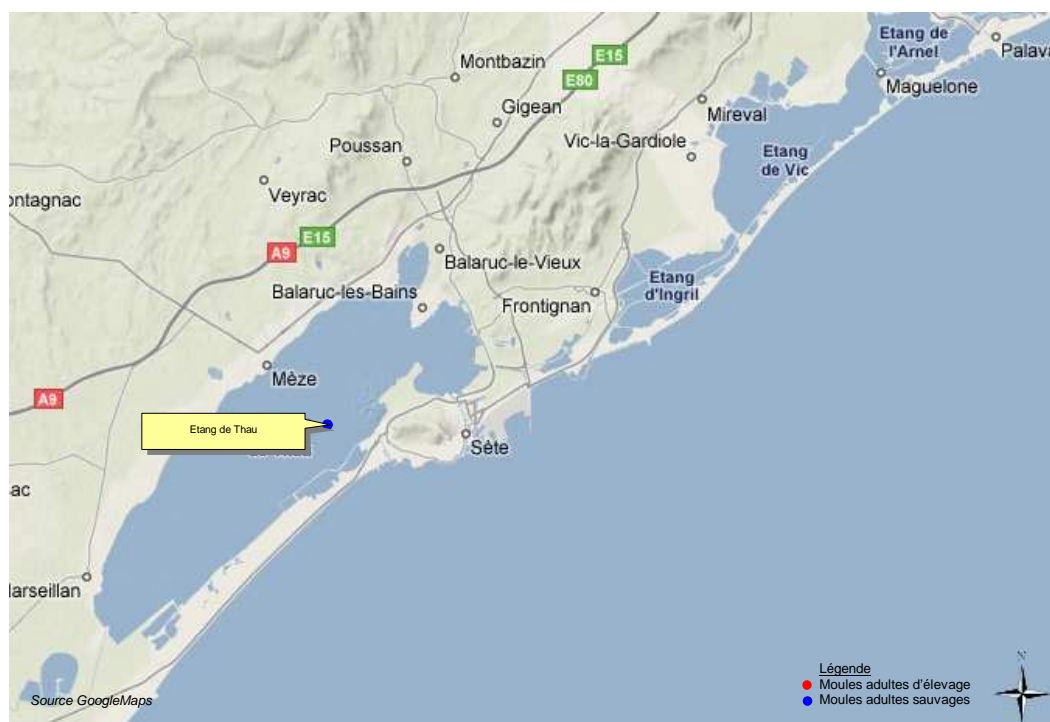 Etang de
l'Arnel
Palava
E15
Montbazin
E80
Maguelone
Gigean
Mireval
Poussan
Vic-la-Gardiole
Etang
de Vic
Veyrac
ontagnac
E15
A9
Balaruc-le-Vieux
Etang
d'Ingril
Balaruc-les-Bains
Frontignan
Mèze
A9
Etang de Thau
Sète
ac
Marseillan
Légende
Moules adultes d'élevage
Moules adultes sauvages
N
Source GoogleMaps